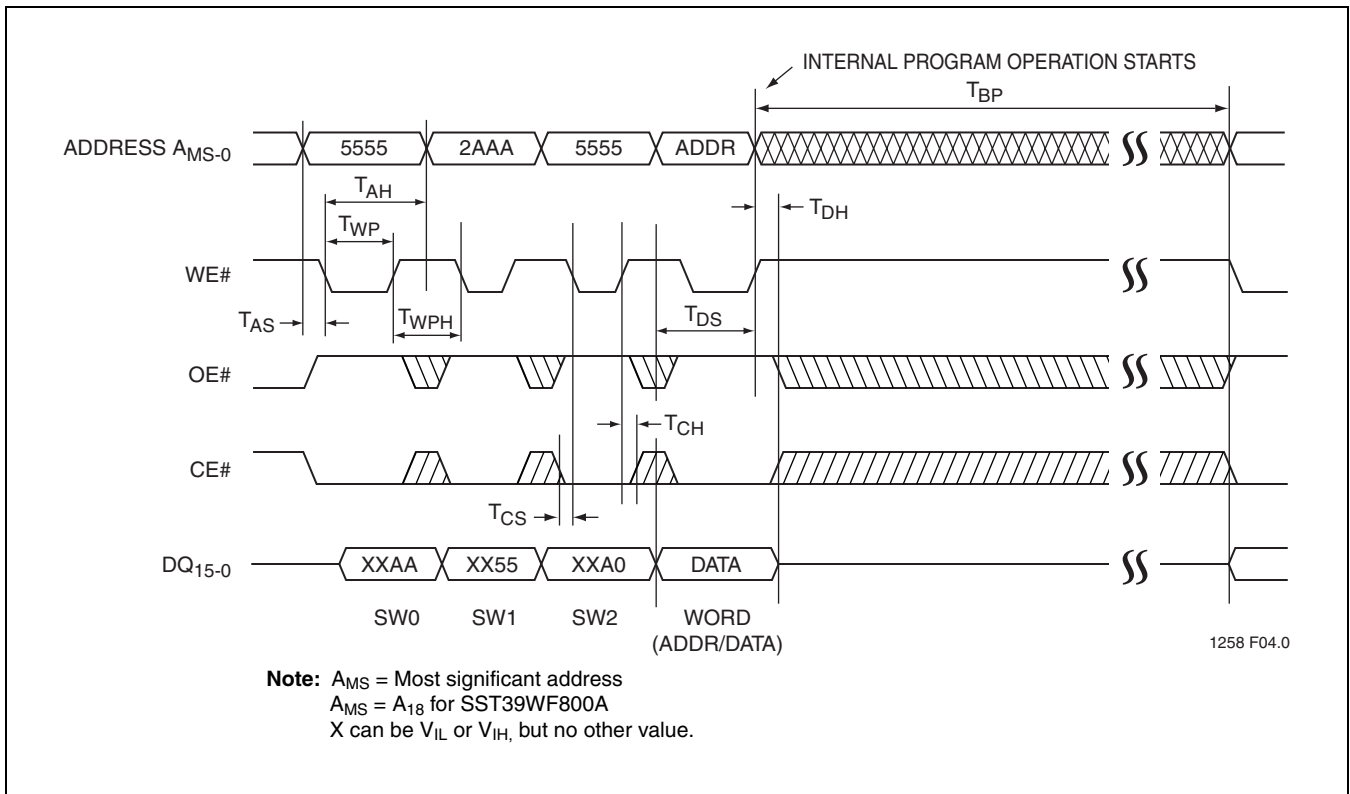 INTERNAL PROGRAM OPERATION STARTS
TBP
ADDRESS AMS-0
5555
2AAA
5555
ADDR
TAH
TDH
TWP
WE#
TAS
TWPH
TDS
OE#
TCH
CE#
TCS
DQ15-0
XXAA
XX55
XXA0
DATA
SW0
SW1
SW2
WORD
(ADDR/DATA)
1258 F04.0
Note: AMS = Most significant address
AMS = A18 for SST39WF800A
X can be VIL or VIH, but no other value.